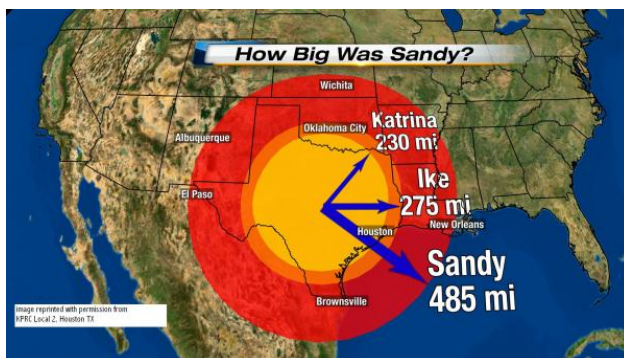 How Big Was Sandy?
Wichita
Katrina
230 mi
Oklahoma City
Albuquerque
Ike
275 mi
El Paso
New Orleans
Houston
Sandy
485 mi
Brownsville
image reprinted with permission from
KPRC Local 2, Houston TX